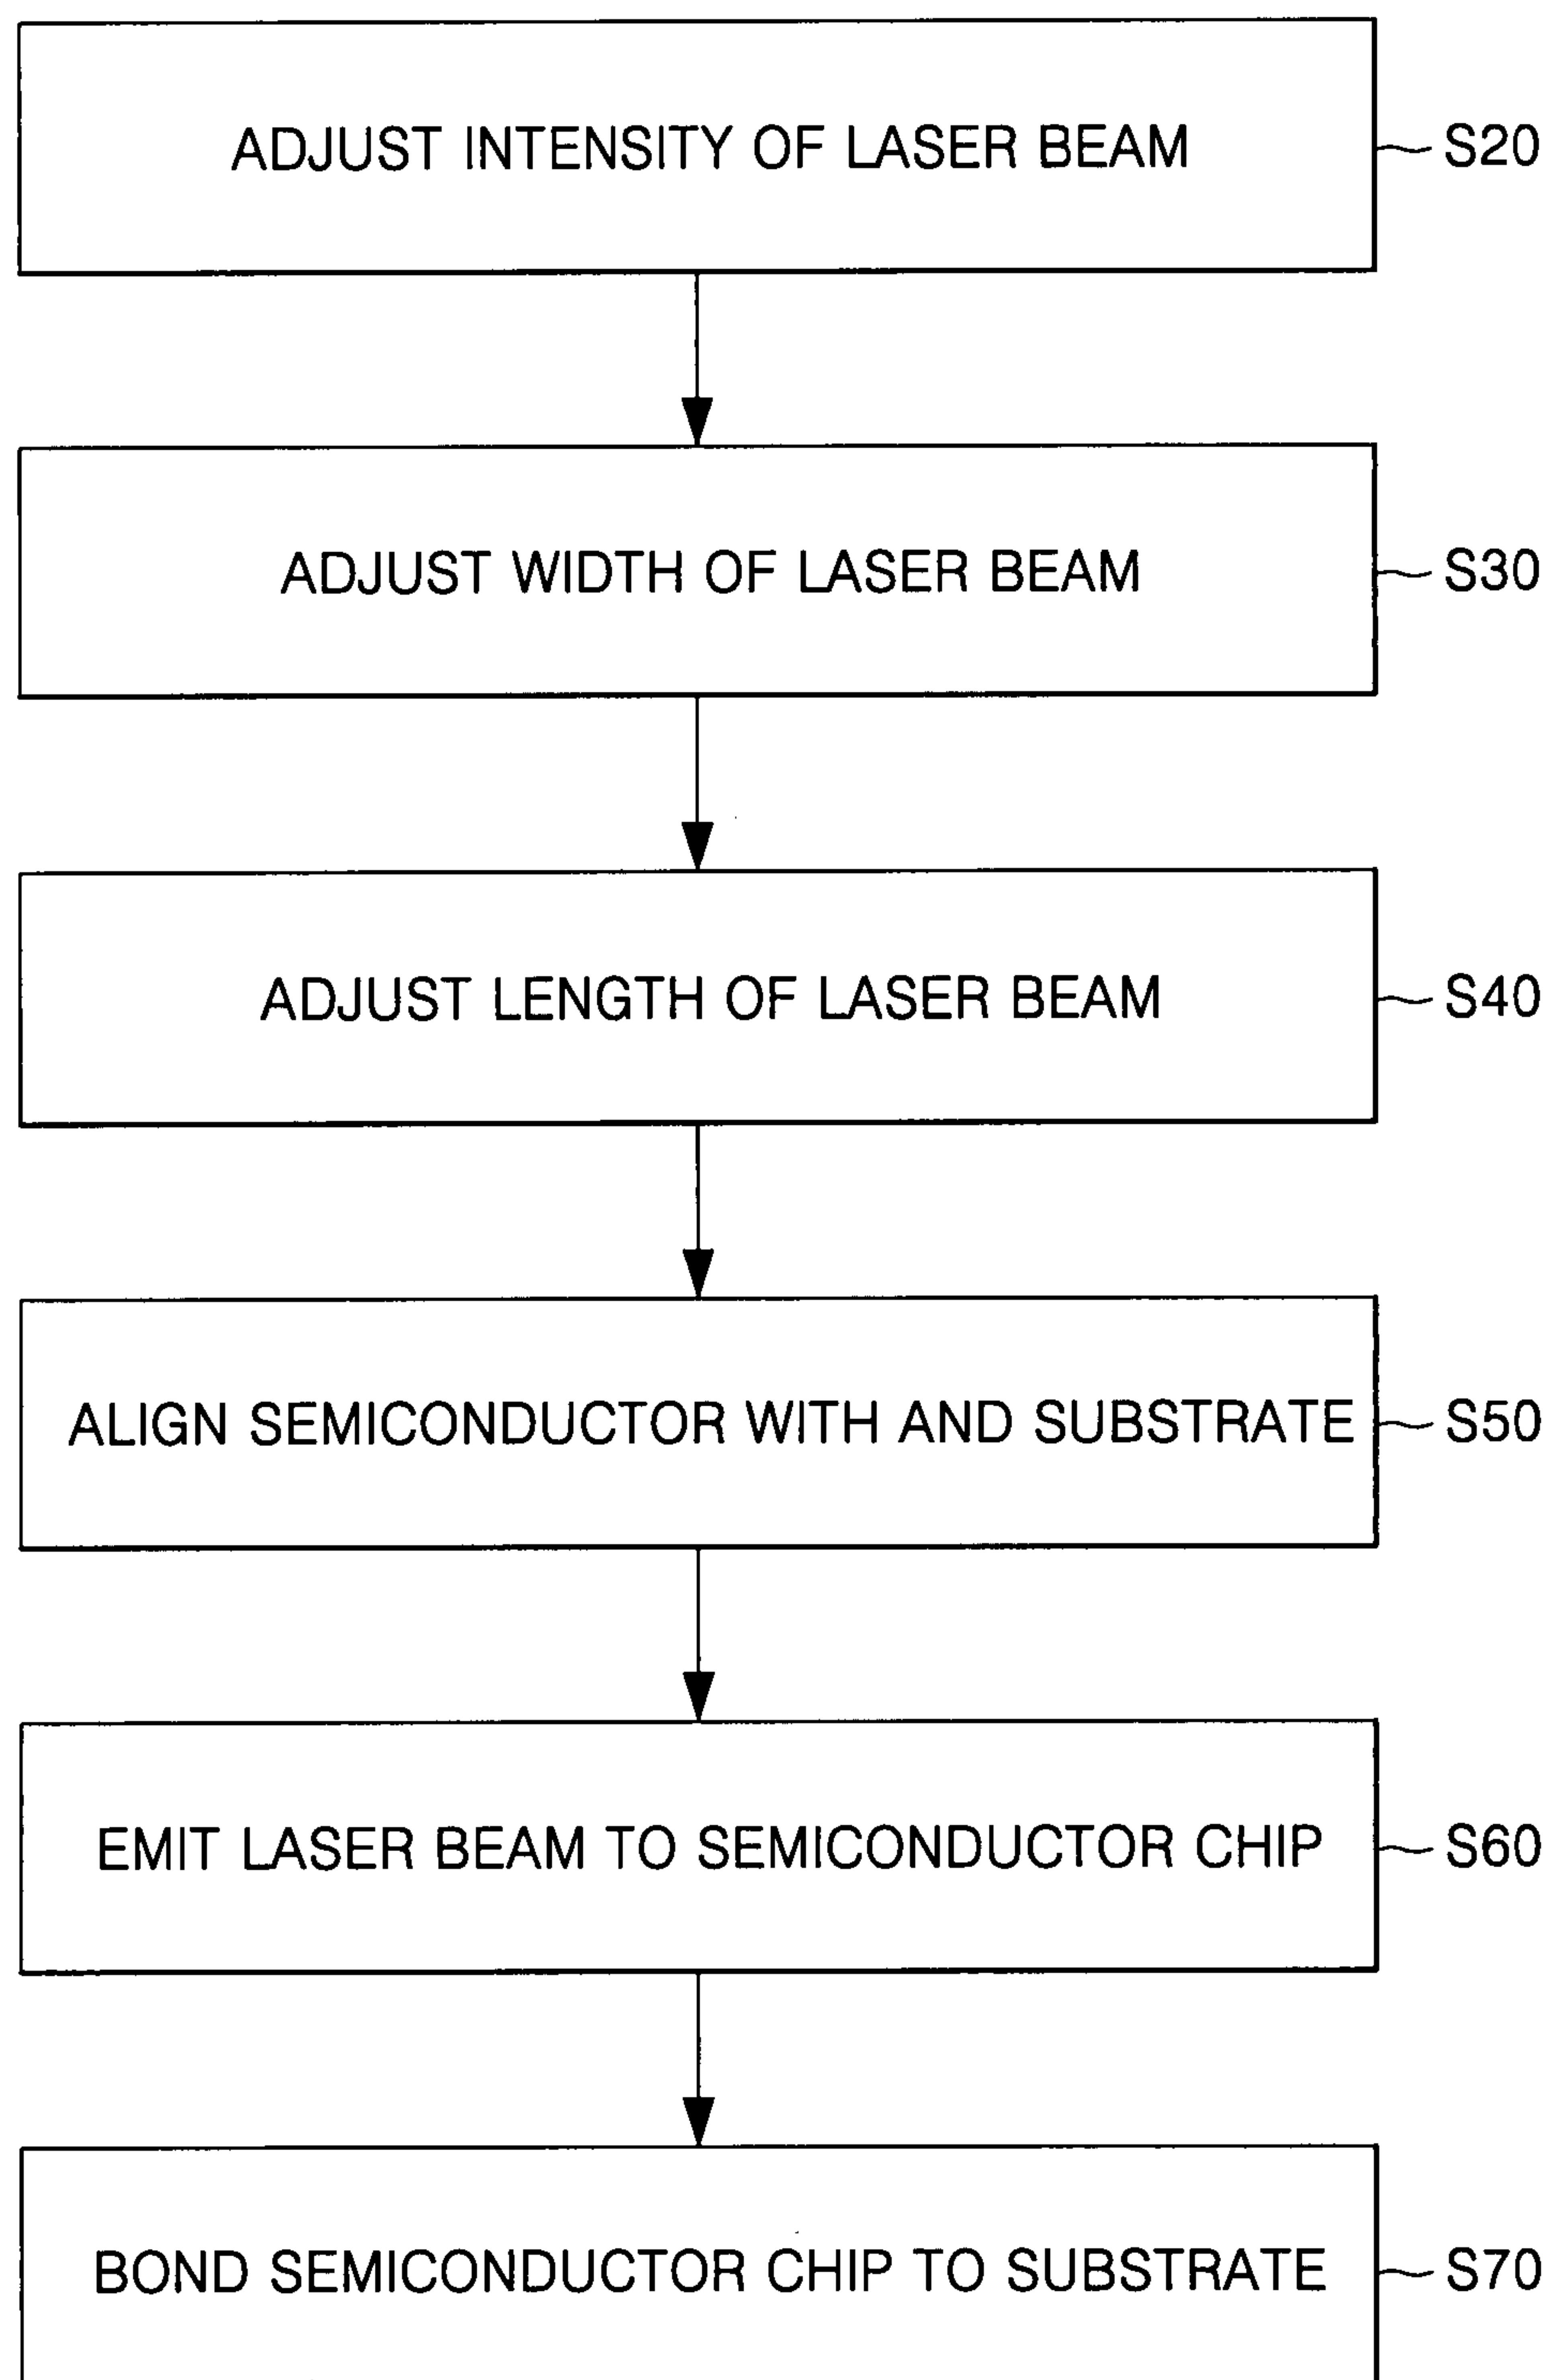 ADJUST INTENSITY OF LASER BEAM S20
ADJUST WIDTH OF LASER BEAM S30
ADJUST LENGTH OF LASER BEAM S40
ALIGN SEMICONDUCTOR WITH AND SUBSTRATE S50
EMIT LASER BEAM TO SEMICONDUCTOR CHIP S60
BOND SEMICONDUCTOR CHIP TO SUBSTRATE S70